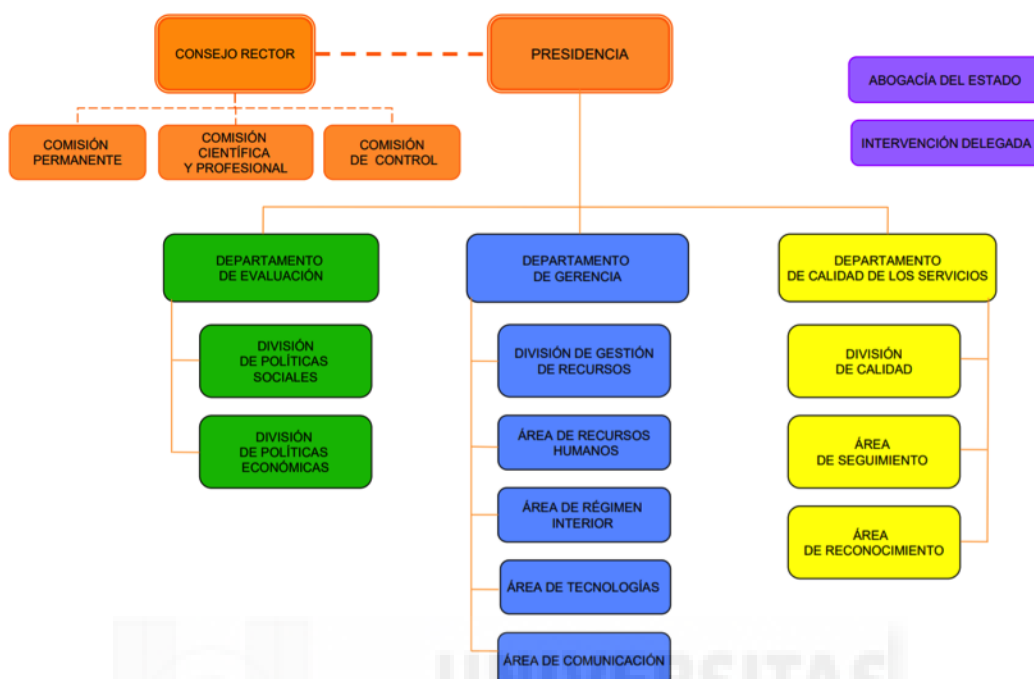 CONSEJO RECTOR
PRESIDENCIA
ABOGACÍA DEL ESTADO
INTERVENCIÓN DELEGADA
COMISIÓN
PERMANENTE
COMISIÓN
CIENTÍFICA
Y PROFESIONAL
COMISIÓN
DE CONTROL
DEPARTAMENTO
DE EVALUACIÓN
DEPARTAMENTO
DE GERENCIA
DEPARTAMENTO
DE CALIDAD DE LOS SERVICIOS
DIVISIÓN
DE POLÍTICAS
SOCIALES
DIVISIÓN
DE POLÍTICAS
ECONÓMICAS
DIVISIÓN DE GESTIÓN
DE RECURSOS
ÁREA DE RECURSOS
HUMANOS
ÁREA DE RÉGIMEN
INTERIOR
ÁREA DE TECNOLOGÍAS
ÁREA DE COMUNICACIÓN
DIVISIÓN
DE CALIDAD
ÁREA
DE SEGUIMIENTO
ÁREA
DE RECONOCIMIENTO
UNIVERSITAS